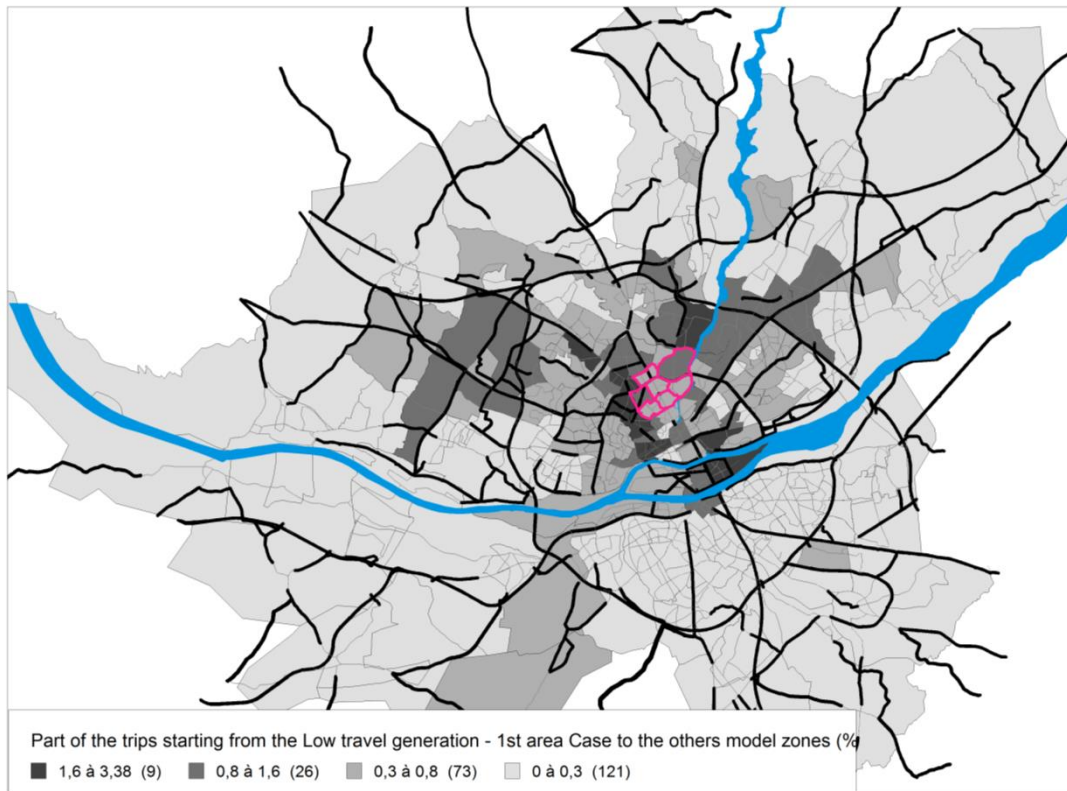 Part of the trips starting from the Low travel generation - 1st area Case to the others model zones (%
1,6 à 3,38 (9) 0,8 à 1,6 (26) 0,3 à 0,8 (73) 0 à 0,3 (121)